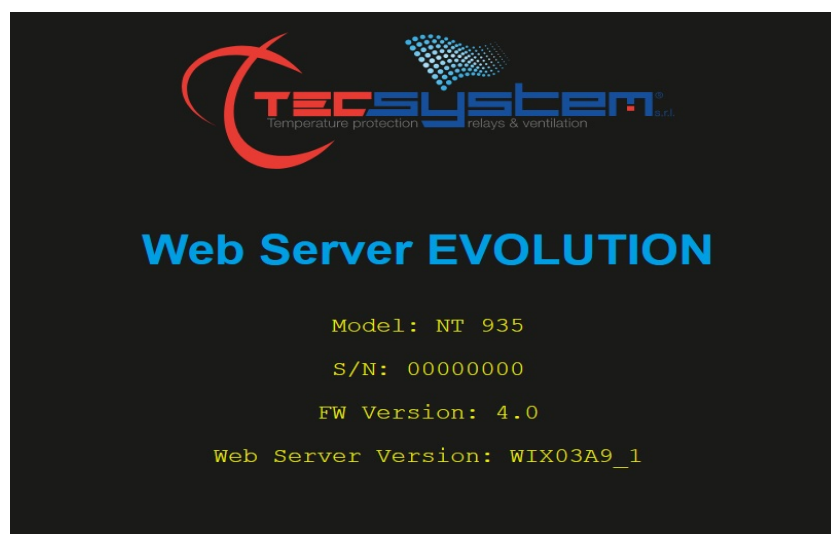 TECSYSTEM®
s.r.l.
Temperature protection relays & ventilation
Web Server EVOLUTION
Model: NT 935
S/N: 00000000
FW Version: 4.0
Web Server Version: WIX03A9_1